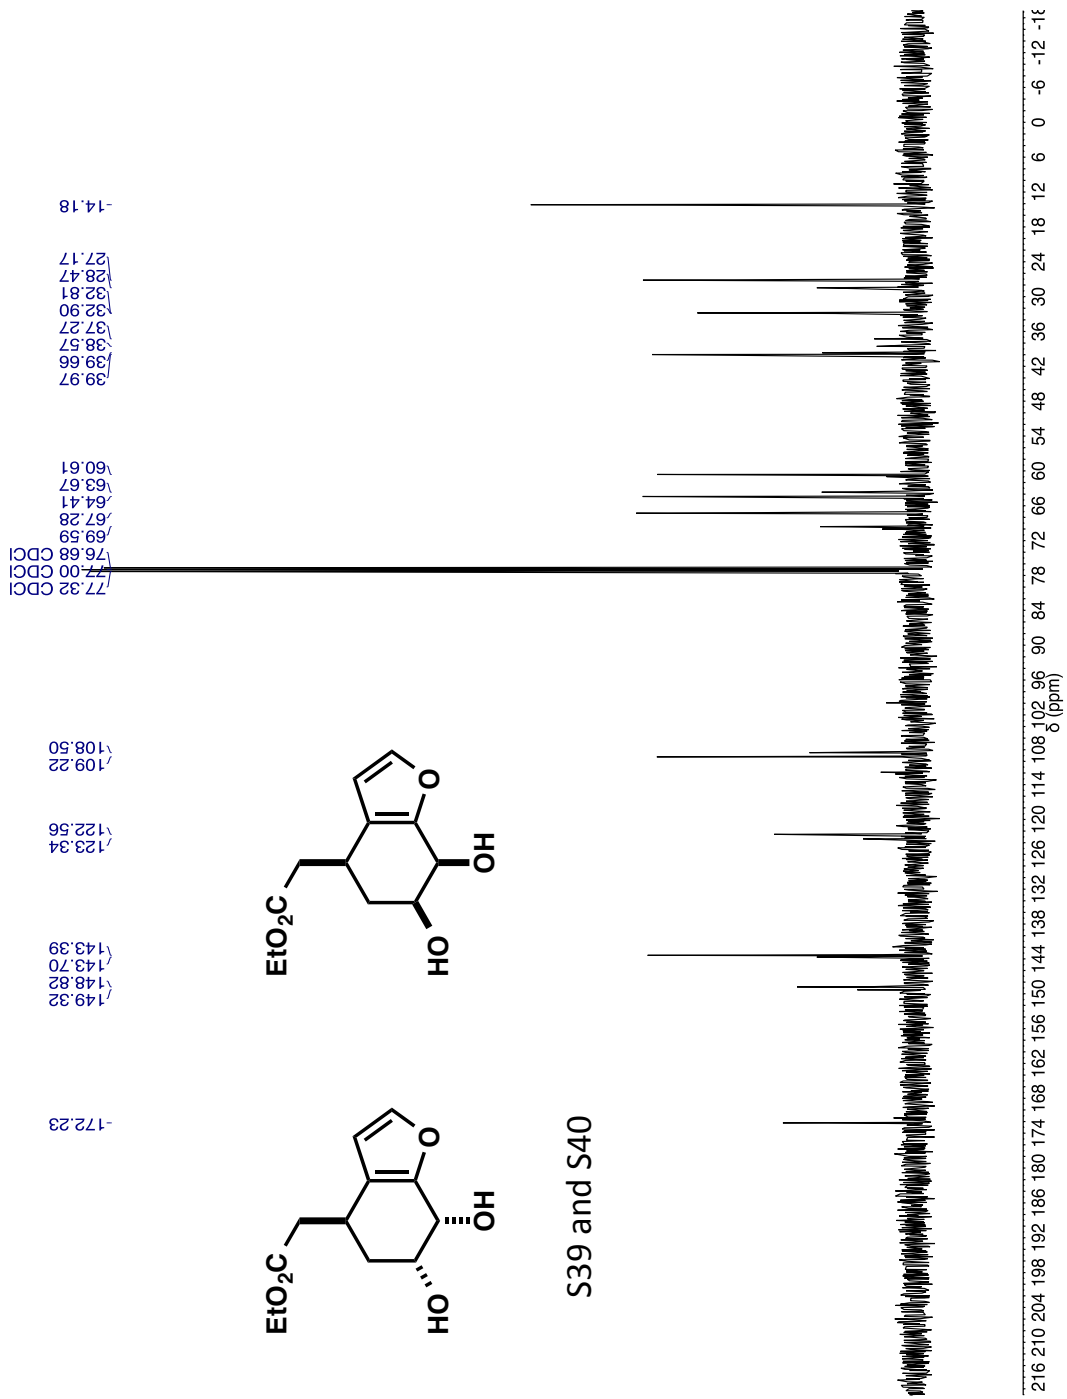 -172.23
149.32
148.82
143.70
143.39
123.34
122.56
109.22
108.50
77.32 CDCl
77.00 CDCl
76.68 CDCl
69.59
67.28
64.41
63.67
60.61
39.97
39.66
38.57
37.27
32.90
32.81
28.47
27.17
-14.18
EtO₂C
HO
OH
O
EtO₂C
HO
OH
O
S39 and S40
216 210 204 198 192 186 180 174 168 162 156 150 144 138 132 126 120 114 108 102 96 90 84 78 72 66 60 54 48 42 36 30 24 18 12 6 0 -6 -12 -18
δ (ppm)